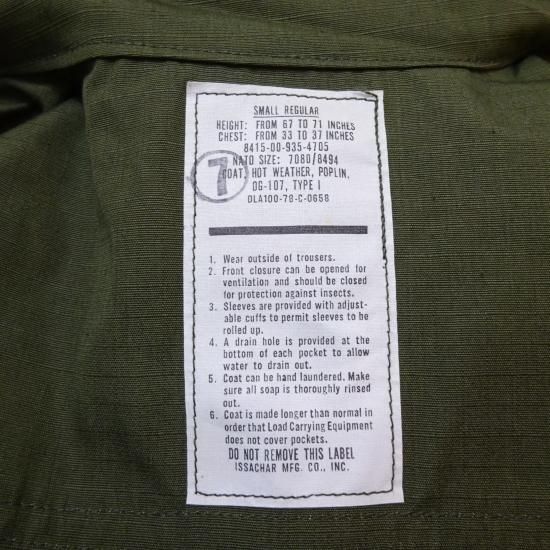 SMALL REGULAR
HEIGHT: FROM 67 TO 71 INCHES
CHEST: FROM 33 TO 37 INCHES
8415-00-935-4705
NATO SIZE: 7080/8494
7
COAT, HOT WEATHER, POPLIN,
OG-107, TYPE I
DLA100-78-C-0658
1. Wear outside of trousers.
2. Front closure can be opened for
ventilation and should be closed
for protection against insects.
3. Sleeves are provided with adjust-
able cuffs to permit sleeves to be
rolled up.
4. A drain hole is provided at the
bottom of each pocket to allow
water to drain out.
5. Coat can be hand laundered. Make
sure all soap is thoroughly rinsed
out.
6. Coat is made longer than normal in
order that Load Carrying Equipment
does not cover pockets.
DO NOT REMOVE THIS LABEL
ISSACHAR MFG. CO., INC.